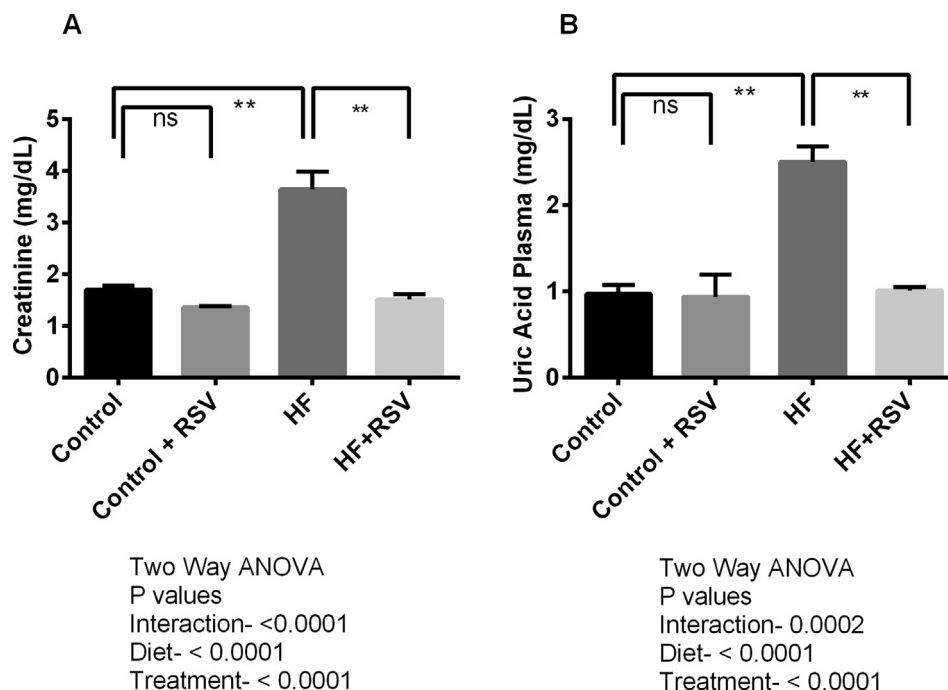 A
**
**
ns
Creatinine (mg/dL)
5
4
3
2
1
0
Control
Control + RSV
HF
HF+RSV
Two Way ANOVA
P values
Interaction- <0.0001
Diet- < 0.0001
Treatment- < 0.0001
B
**
**
ns
Uric Acid Plasma (mg/dL)
3
2
1
0
Control
Control + RSV
HF
HF+RSV
Two Way ANOVA
P values
Interaction- 0.0002
Diet- < 0.0001
Treatment- < 0.0001